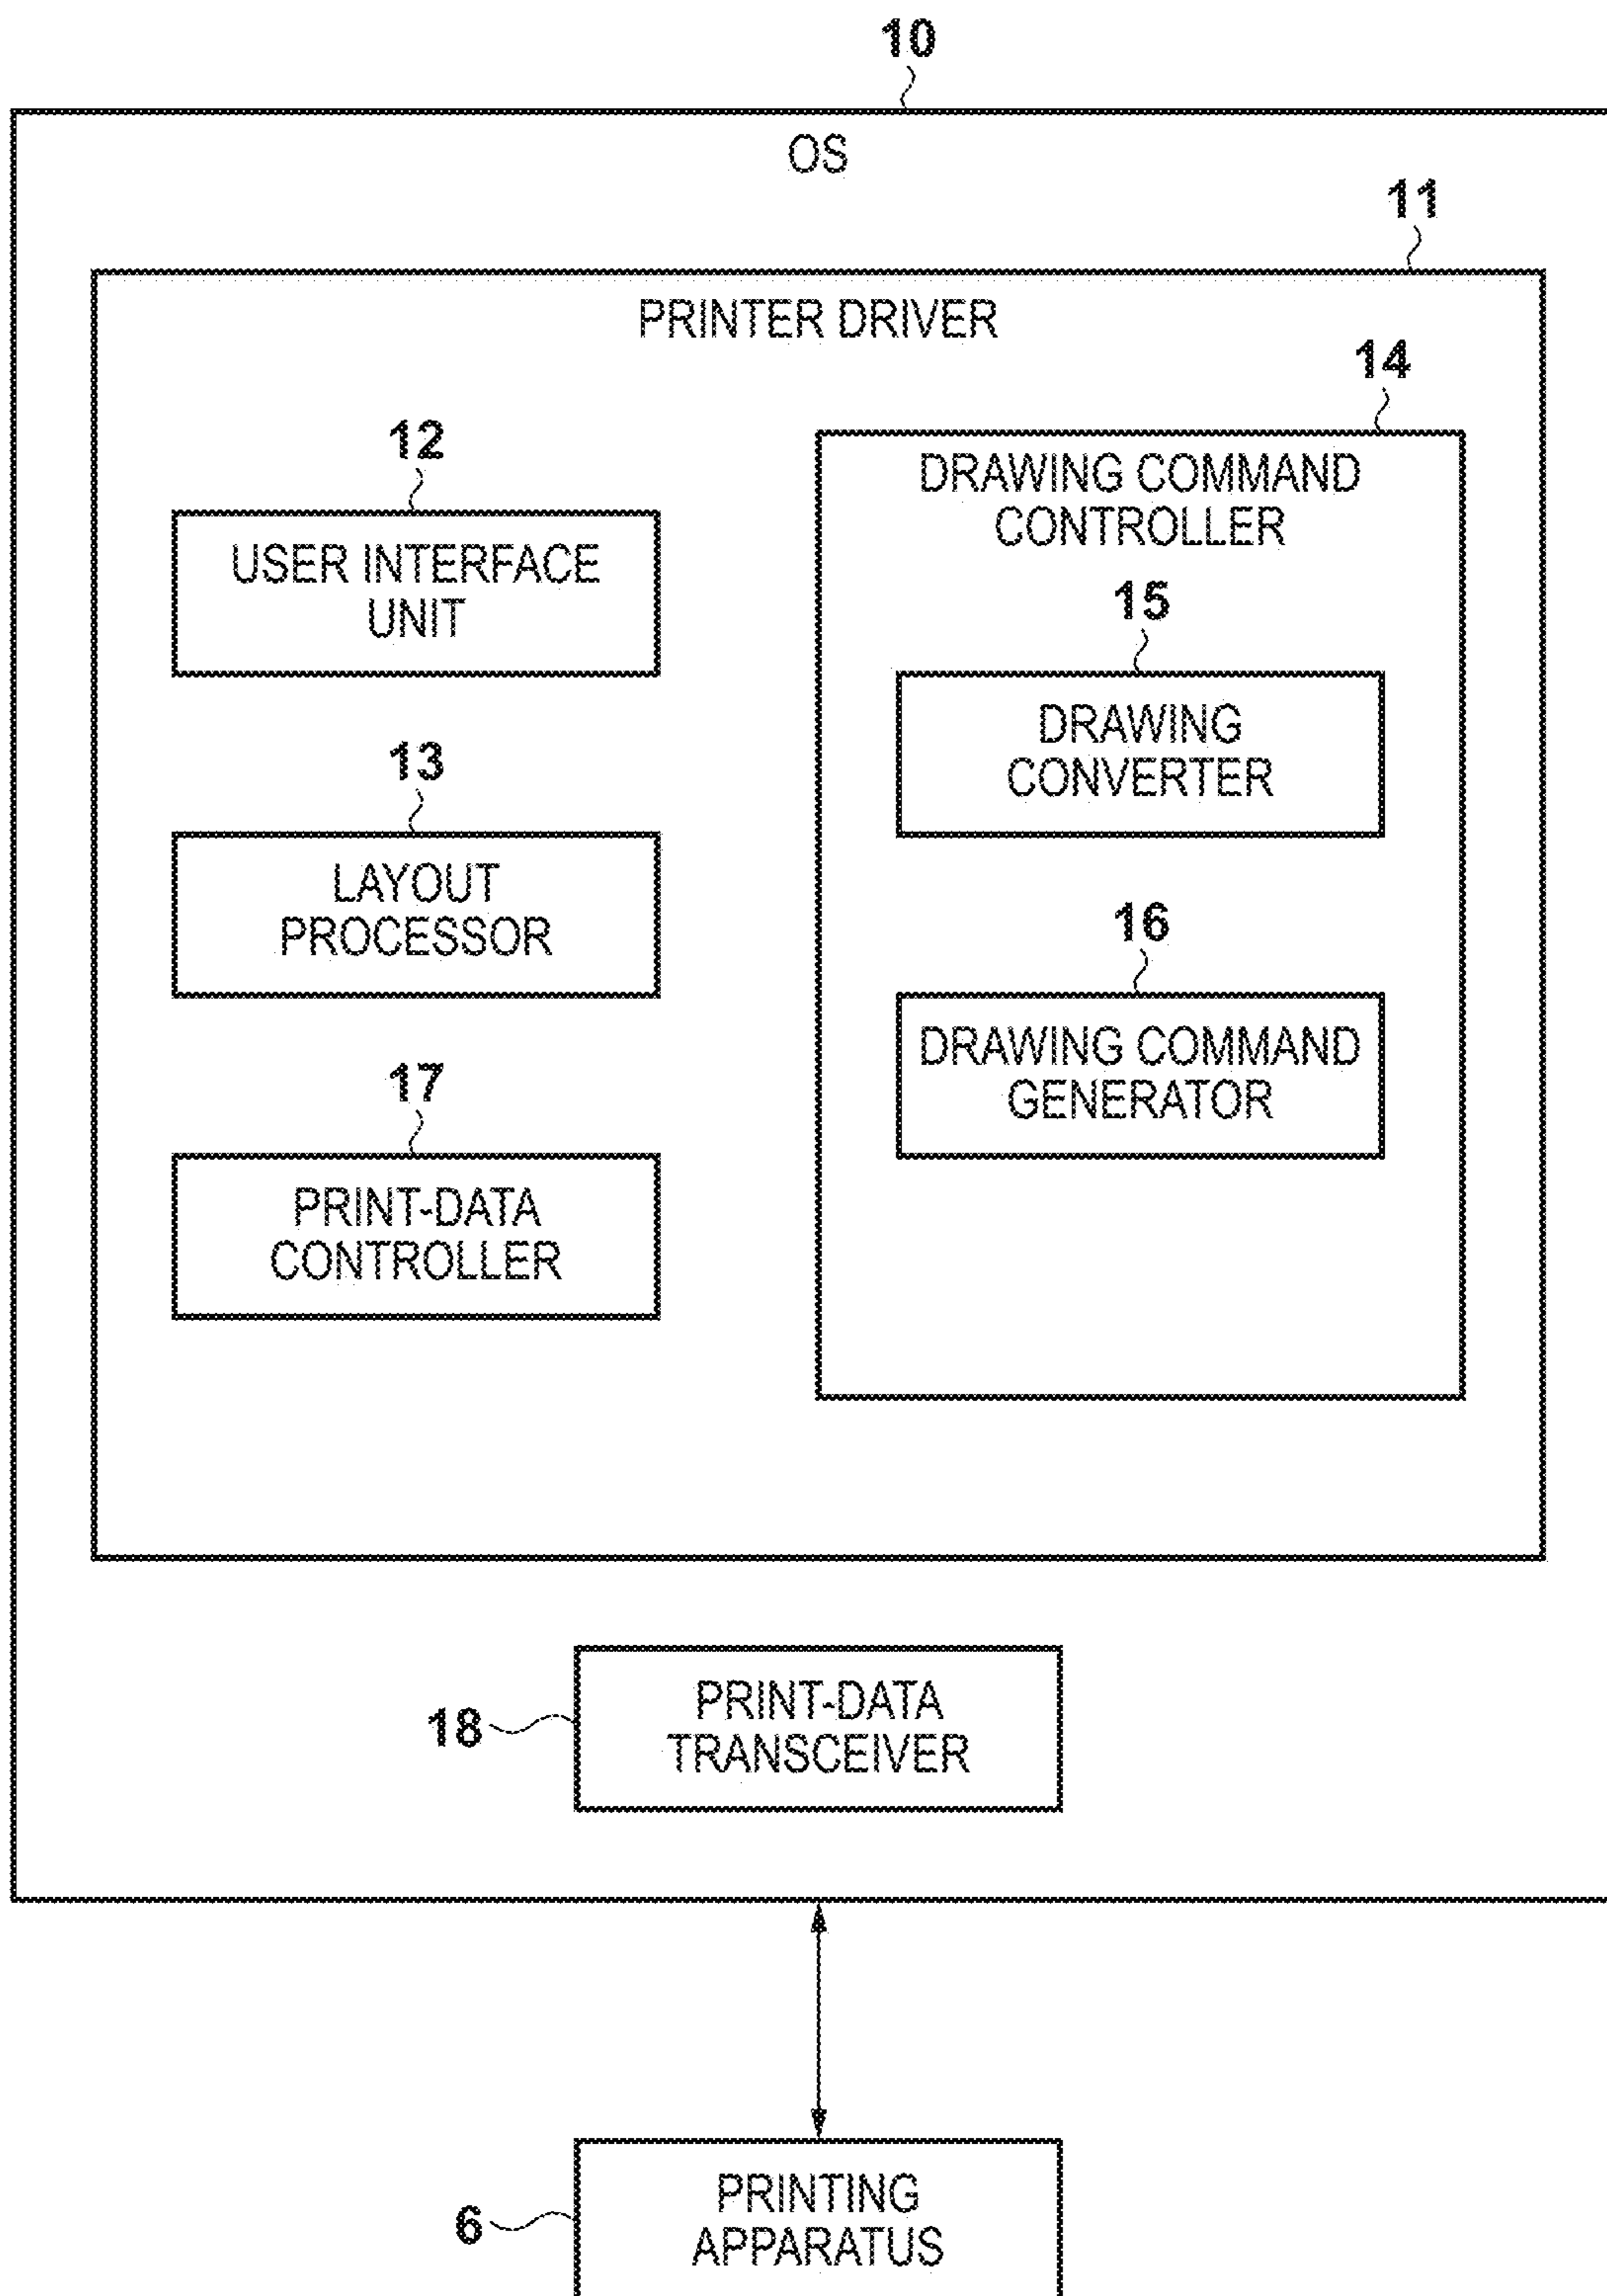 10
OS
11
PRINTER DRIVER
14
12
DRAWING COMMAND
CONTROLLER
USER INTERFACE
UNIT
15
DRAWING
CONVERTER
13
LAYOUT
PROCESSOR
16
DRAWING COMMAND
GENERATOR
17
PRINT-DATA
CONTROLLER
18
PRINT-DATA
TRANSCEIVER
6
PRINTING
APPARATUS